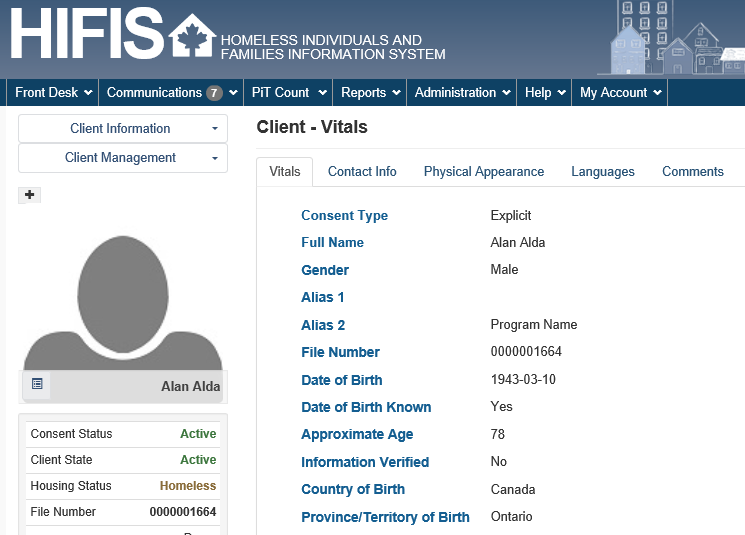 HIFIS
HOMELESS INDIVIDUALS AND
FAMILIES INFORMATION SYSTEM
Front Desk Communications 7 PiT Count Reports Administration Help My Account
Client Information
Client Management
Client - Vitals
Vitals Contact Info Physical Appearance Languages Comments
Consent Type Explicit
Full Name Alan Alda
Gender Male
Alias 1
Alias 2 Program Name
File Number 0000001664
Date of Birth 1943-03-10
Date of Birth Known Yes
Approximate Age 78
Information Verified No
Country of Birth Canada
Province/Territory of Birth Ontario
Alan Alda
Consent Status Active
Client State Active
Housing Status Homeless
File Number 0000001664